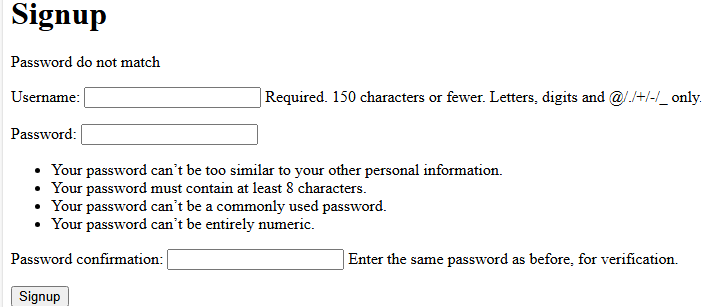 Signup
Password do not match
Username: Required. 150 characters or fewer. Letters, digits and @/./+/-/_ only.
Password:
• Your password can’t be too similar to your other personal information.
• Your password must contain at least 8 characters.
• Your password can’t be a commonly used password.
• Your password can’t be entirely numeric.
Password confirmation: Enter the same password as before, for verification.
Signup